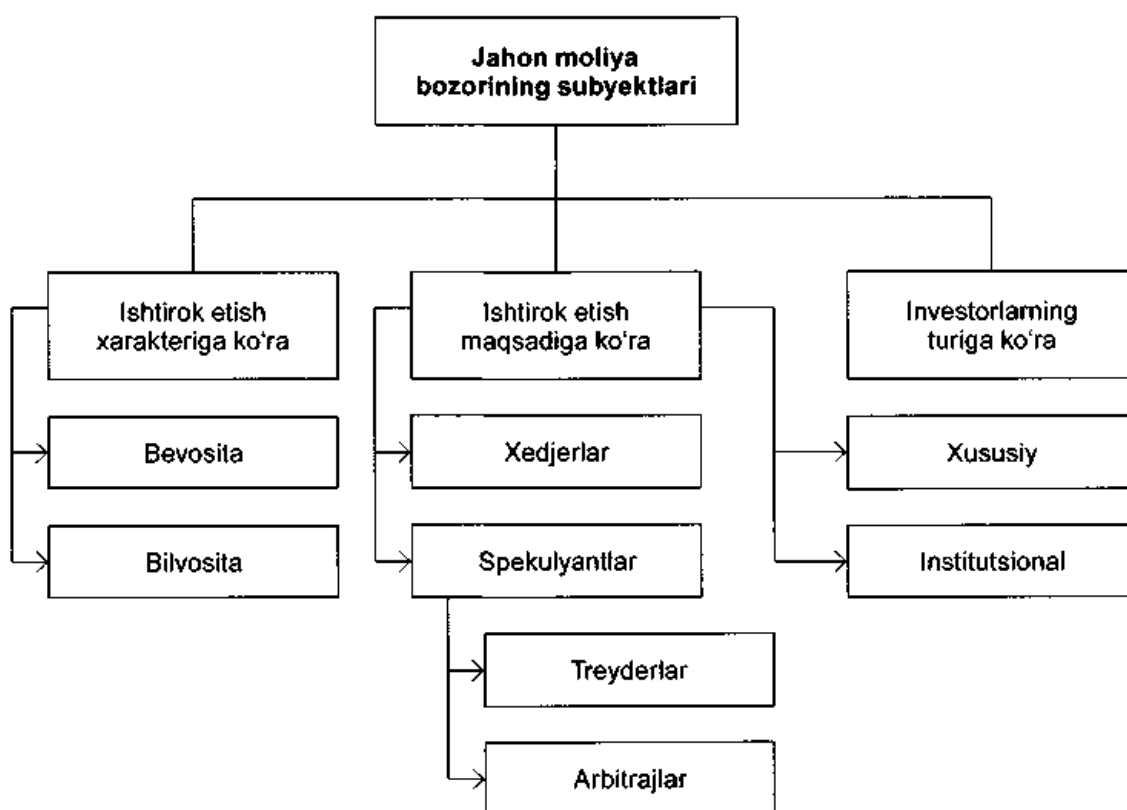 Jahon moliya
bozorining subyektlari
Ishtirok etish
xarakteriga ko‘ra
Ishtirok etish
maqsadiga ko‘ra
Investorlarning
turiga ko‘ra
Bevosita
Xedjerlar
Xususiy
Bilvosita
Spekulyantlar
Institutsional
Treyderlar
Arbitrajlar